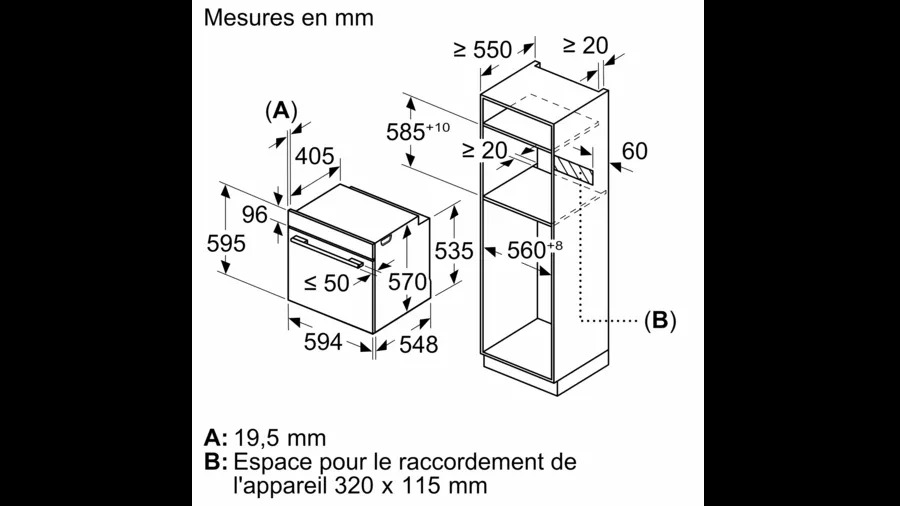 Mesures en mm
≥ 550
≥ 20
(A)
585+10
≥ 20
60
405
96
595
535
560+8
≤ 50
570
(B)
594
548
A: 19,5 mm
B: Espace pour le raccordement de
l'appareil 320 x 115 mm